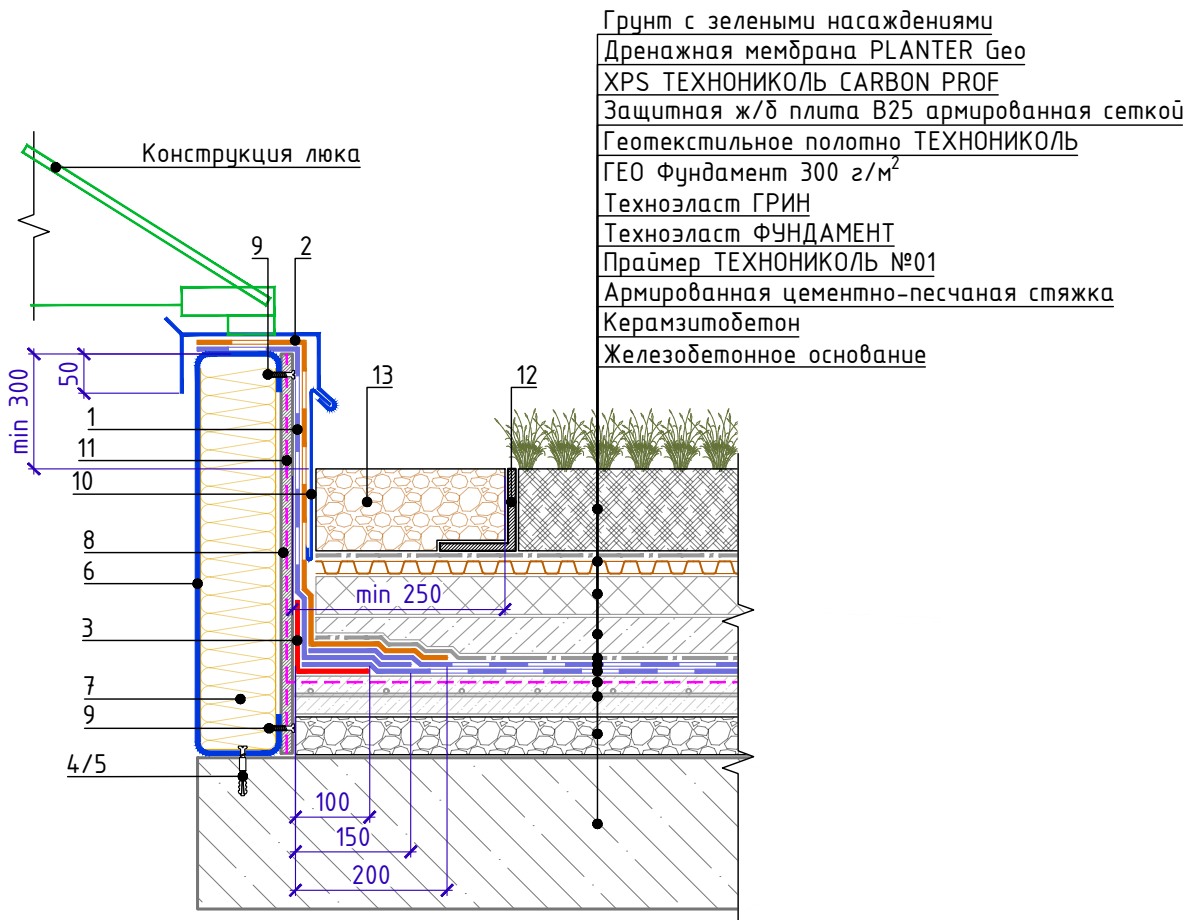 Грунт с зелеными насаждениями
Дренажная мембрана PLANTER Geo
XPS ТЕХНОНИКОЛЬ CARBON PROF
Защитная ж/б плита В25 армированная сеткой
Геотекстильное полотно ТЕХНОНИКОЛЬ
ГЕО Фундамент 300 г/м²
Техноэласт ГРИН
Техноэласт ФУНДАМЕНТ
Праймер ТЕХНОНИКОЛЬ №01
Армированная цементно-песчаная стяжка
Керамзитобетон
Железобетонное основание
Конструкция люка
9
2
50
min 300
13
12
1
11
10
8
6
min 250
3
7
9
4/5
100
150
200